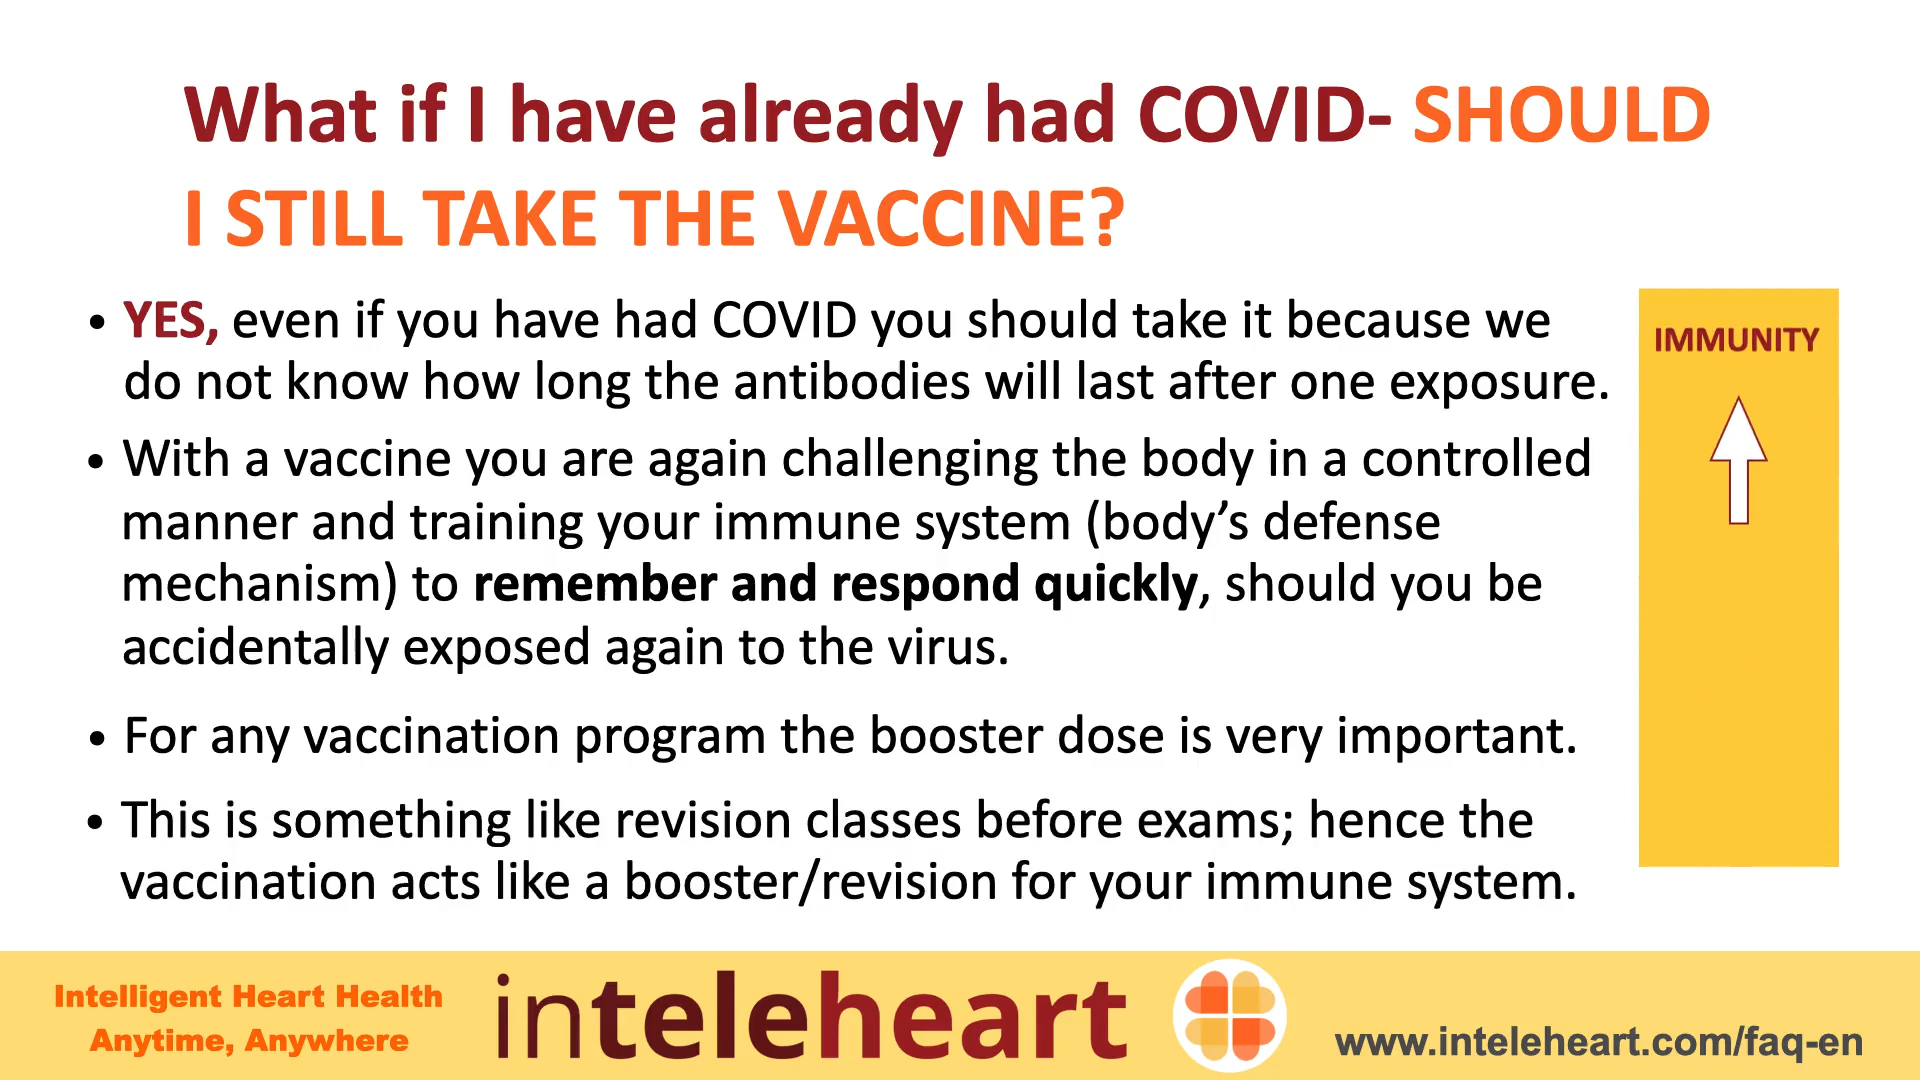 What if I have already had COVID- SHOULD
I STILL TAKE THE VACCINE?
• YES, even if you have had COVID you should take it because we
do not know how long the antibodies will last after one exposure.
• With a vaccine you are again challenging the body in a controlled
manner and training your immune system (body’s defense
mechanism) to remember and respond quickly, should you be
accidentally exposed again to the virus.
• For any vaccination program the booster dose is very important.
• This is something like revision classes before exams; hence the
vaccination acts like a booster/revision for your immune system.
IMMUNITY
Intelligent Heart Health
Anytime, Anywhere
inteleheart
www.inteleheart.com/faq-en